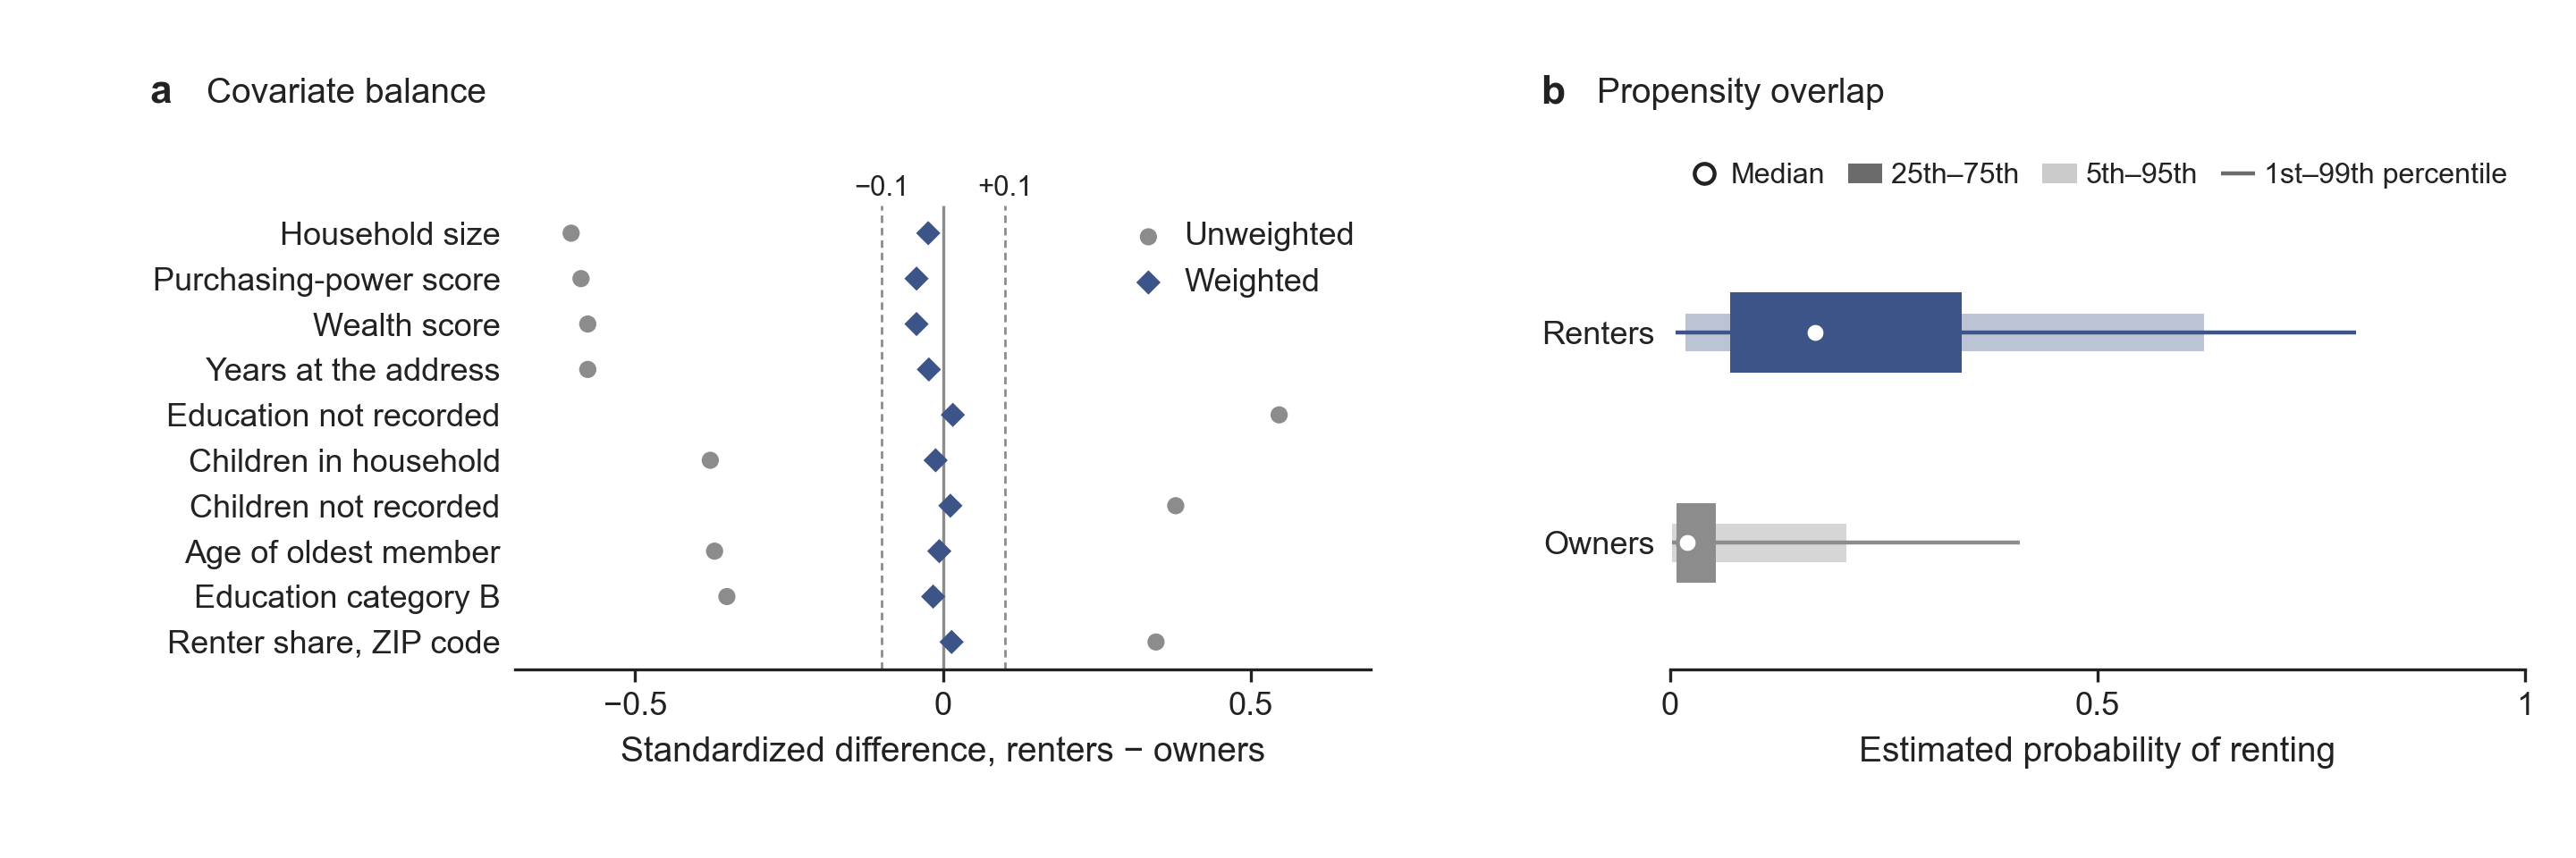 a Covariate balance
−0.1 +0.1
Unweighted
Weighted
Household size
Purchasing-power score
Wealth score
Years at the address
Education not recorded
Children in household
Children not recorded
Age of oldest member
Education category B
Renter share, ZIP code
−0.5 0 0.5
Standardized difference, renters − owners
b Propensity overlap
Median 25th–75th 5th–95th 1st–99th percentile
Renters
Owners
0 0.5 1
Estimated probability of renting